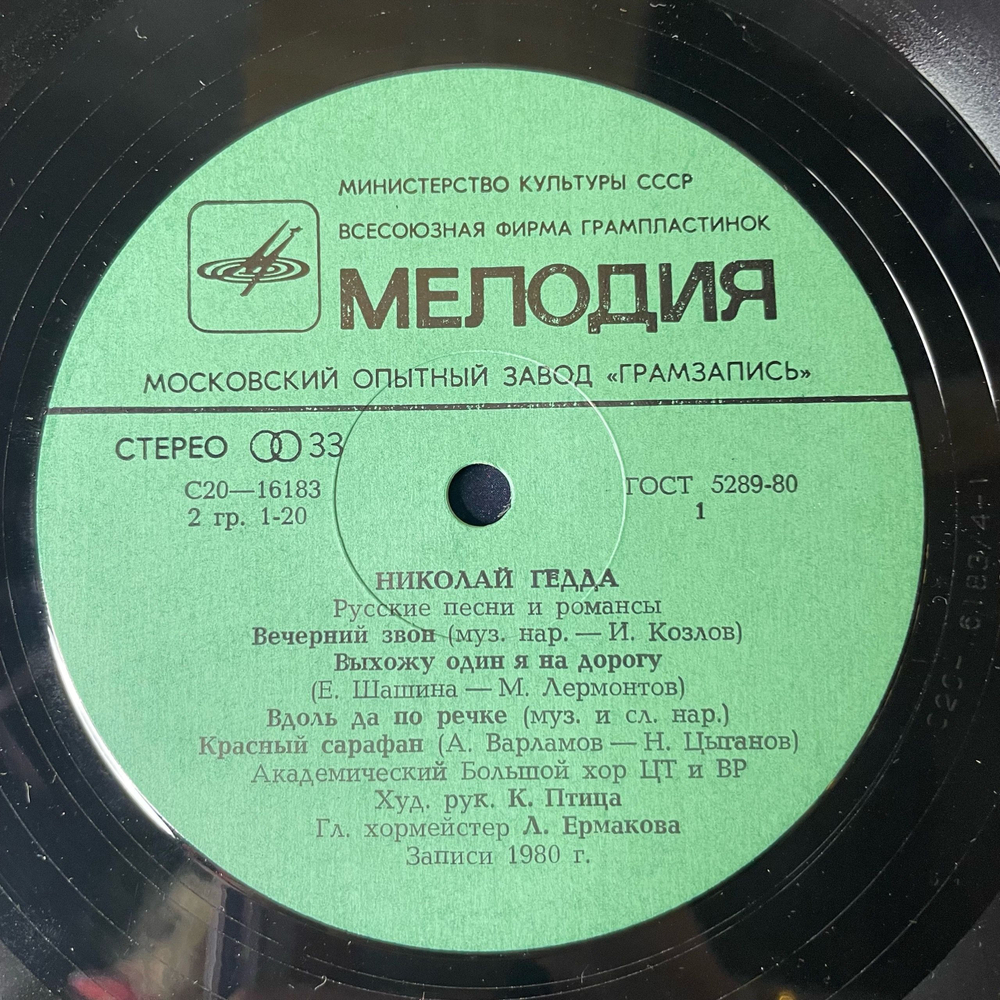 МИНИСТЕРСТВО КУЛЬТУРЫ СССР
ВСЕСОЮЗНАЯ ФИРМА ГРАМПЛАСТИНОК
МЕЛОДИЯ
МОСКОВСКИЙ ОПЫТНЫЙ ЗАВОД «ГРАМЗАПИСЬ»
СТЕРЕО 33
С20—16183 ГОСТ 5289-80
2 гр. 1-20 1
НИКОЛАЙ ГЕДДА
Русские песни и романсы
Вечерний звон (муз. нар. — И. Козлов)
Выхожу один я на дорогу
(Е. Шашина — М. Лермонтов)
Вдоль да по речке (муз. и сл. нар.)
Красный сарафан (А. Варламов — Н. Цыганов)
Академический Большой хор ЦТ и ВР
Худ. рук. К. Птица
Гл. хормейстер Л. Ермакова
Записи 1980 г.